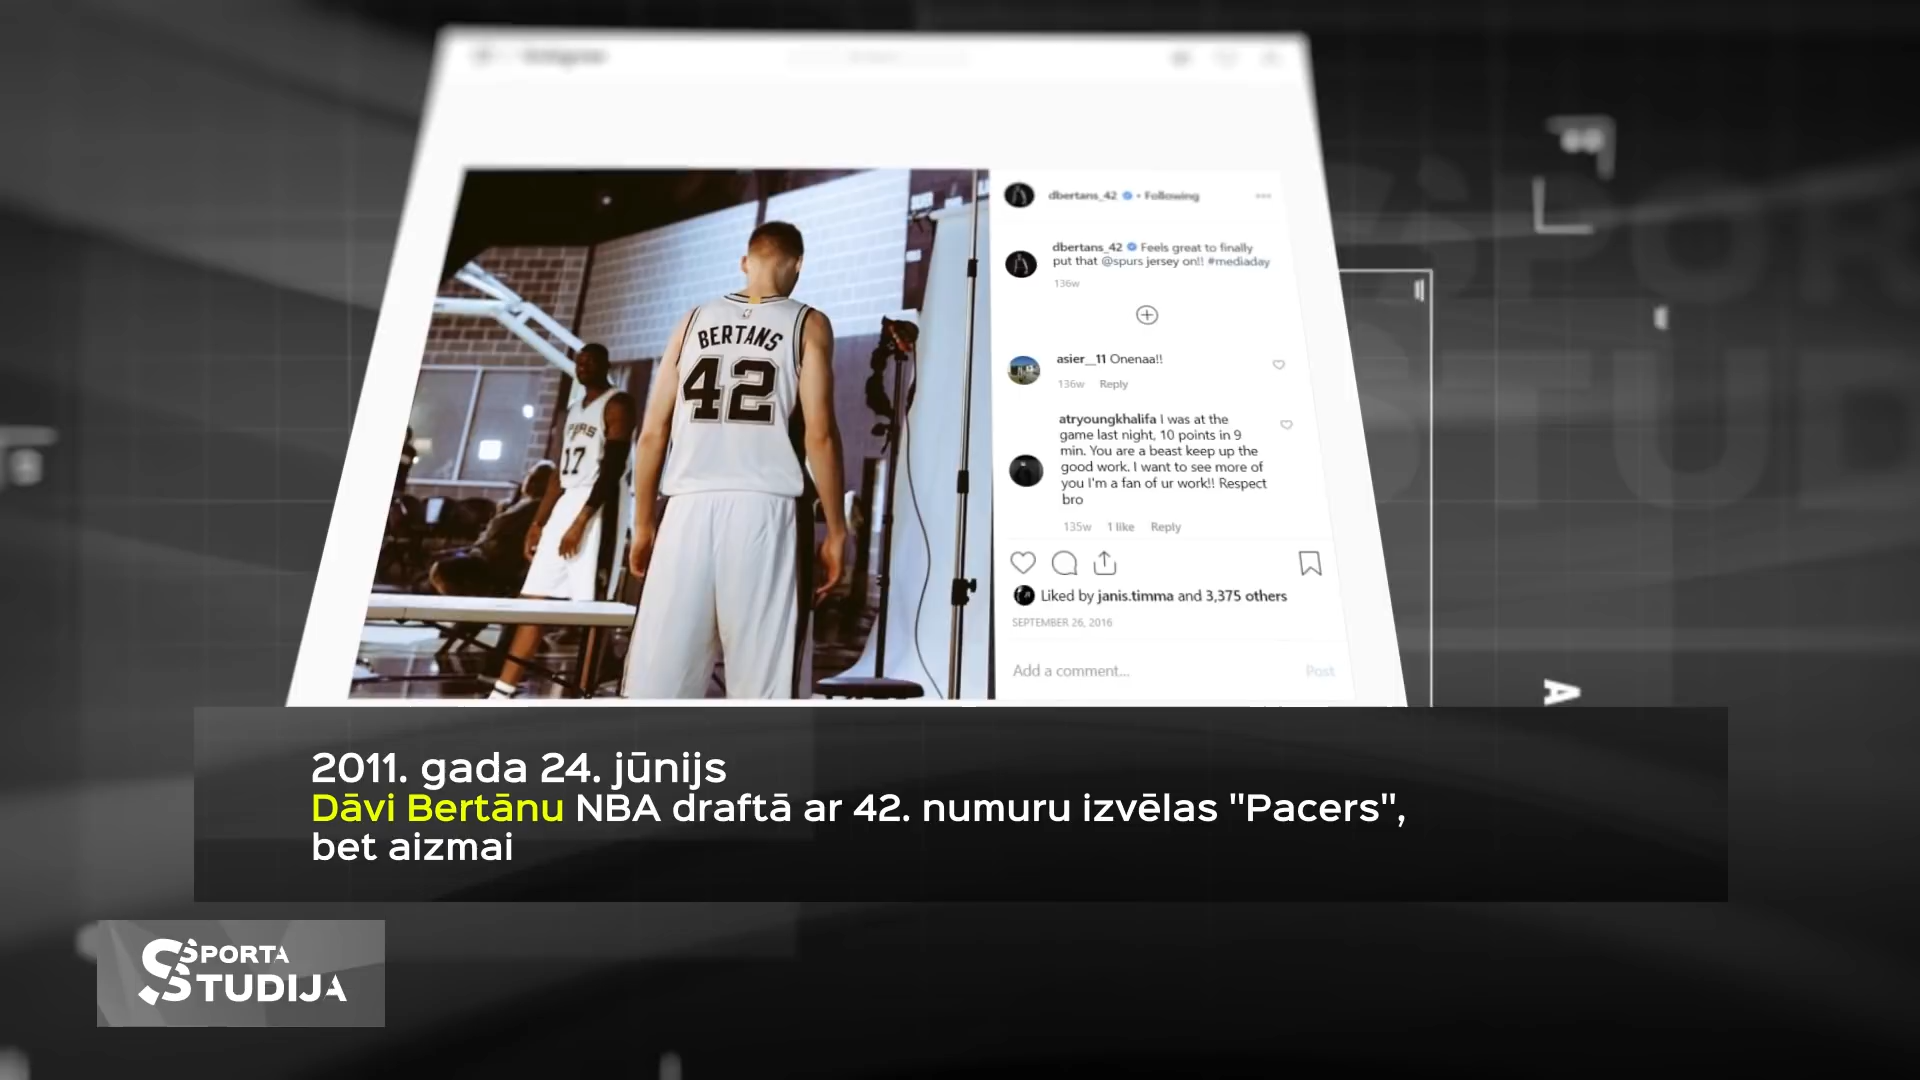 dbertans_42 • Following
dbertans_42 Feels great to finally
put that @spurs jersey on!! #mediaday
136w
asier__11 Onenaa!!
136w Reply
atryoungkhalifa I was at the
game last night, 10 points in 9
min. You are a beast keep up the
good work. I want to see more of
you I'm a fan of ur work!! Respect
bro
135w 1 like Reply
Liked by janis.timma and 3,375 others
SEPTEMBER 26, 2016
Add a comment... Post
BERTANS
42
17
2011. gada 24. jūnijs
Dāvi Bertānu NBA draftā ar 42. numuru izvēlas "Pacers",
bet aizmai
SPORTA
STUDIJA
A